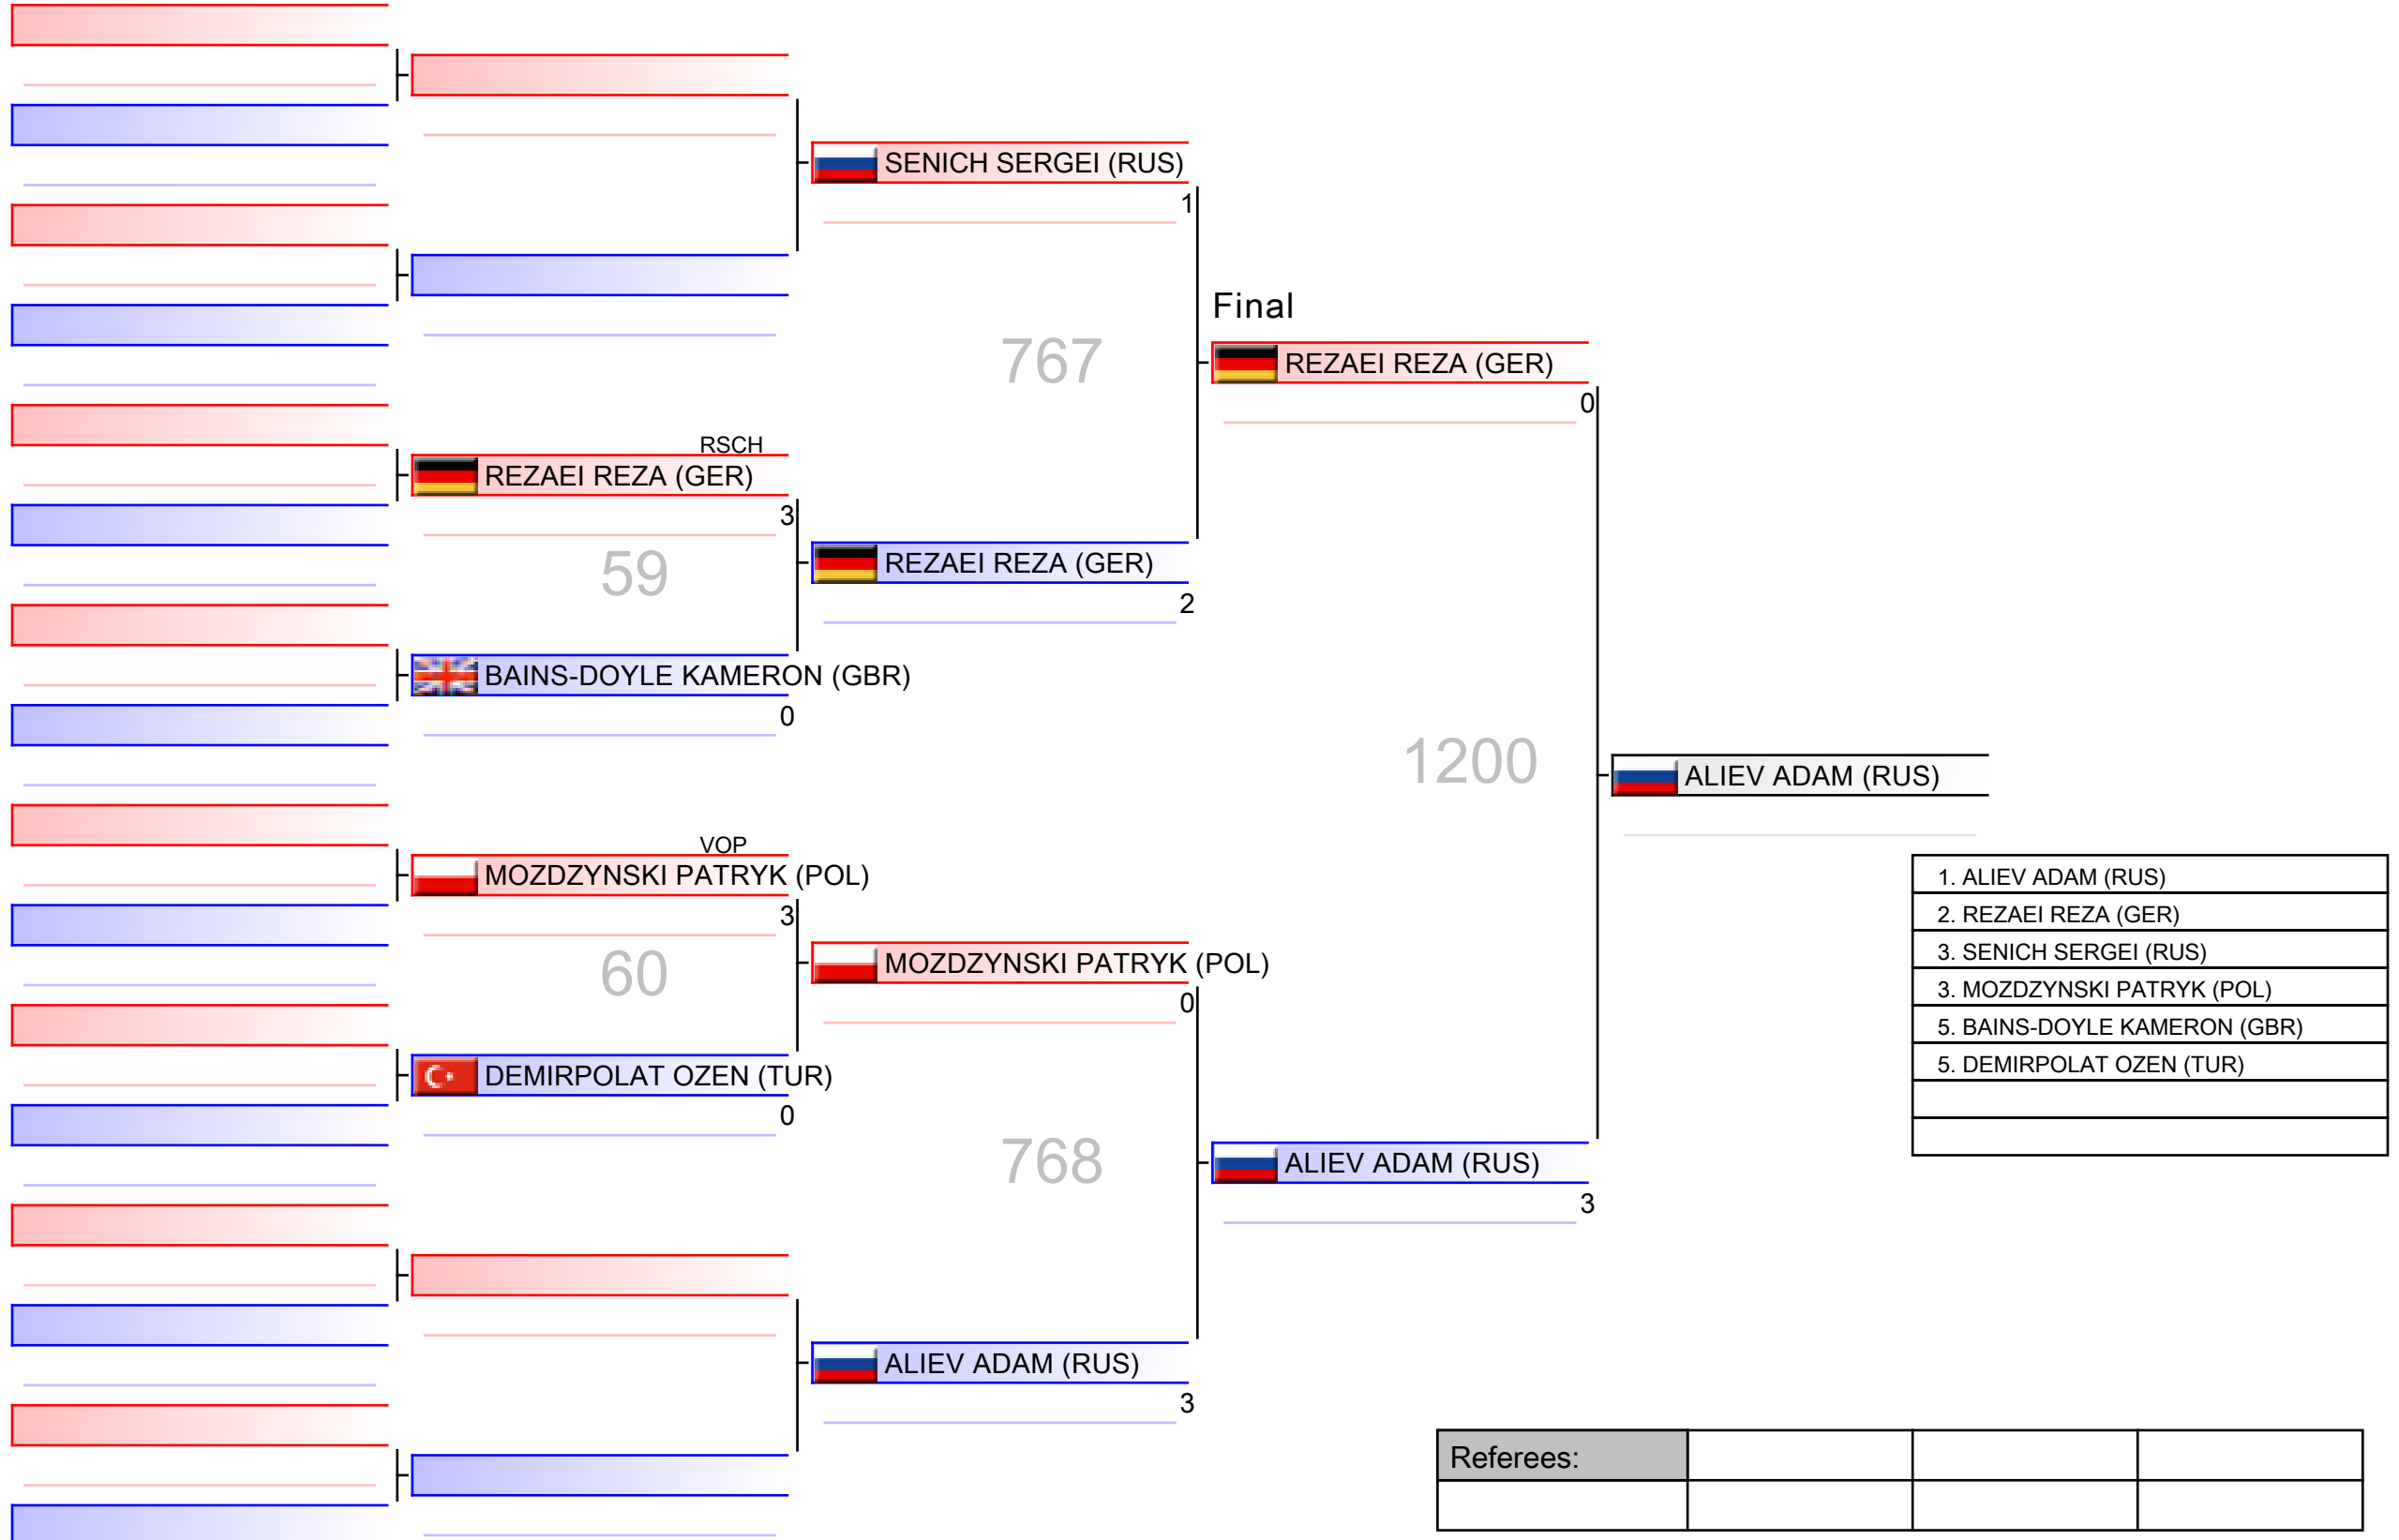 SENICH SERGEI (RUS)
1
Final
767
REZAEI REZA (GER)
0
RSCH
REZAEI REZA (GER)
3
59
REZAEI REZA (GER)
2
BAINS-DOYLE KAMERON (GBR)
0
1200
ALIEV ADAM (RUS)
VOP
MOZDZYNSKI PATRYK (POL)
3
60
MOZDZYNSKI PATRYK (POL)
0
DEMIRPOLAT OZEN (TUR)
0
768
ALIEV ADAM (RUS)
3
ALIEV ADAM (RUS)
3
1. ALIEV ADAM (RUS)
2. REZAEI REZA (GER)
3. SENICH SERGEI (RUS)
3. MOZDZYNSKI PATRYK (POL)
5. BAINS-DOYLE KAMERON (GBR)
5. DEMIRPOLAT OZEN (TUR)
Referees: